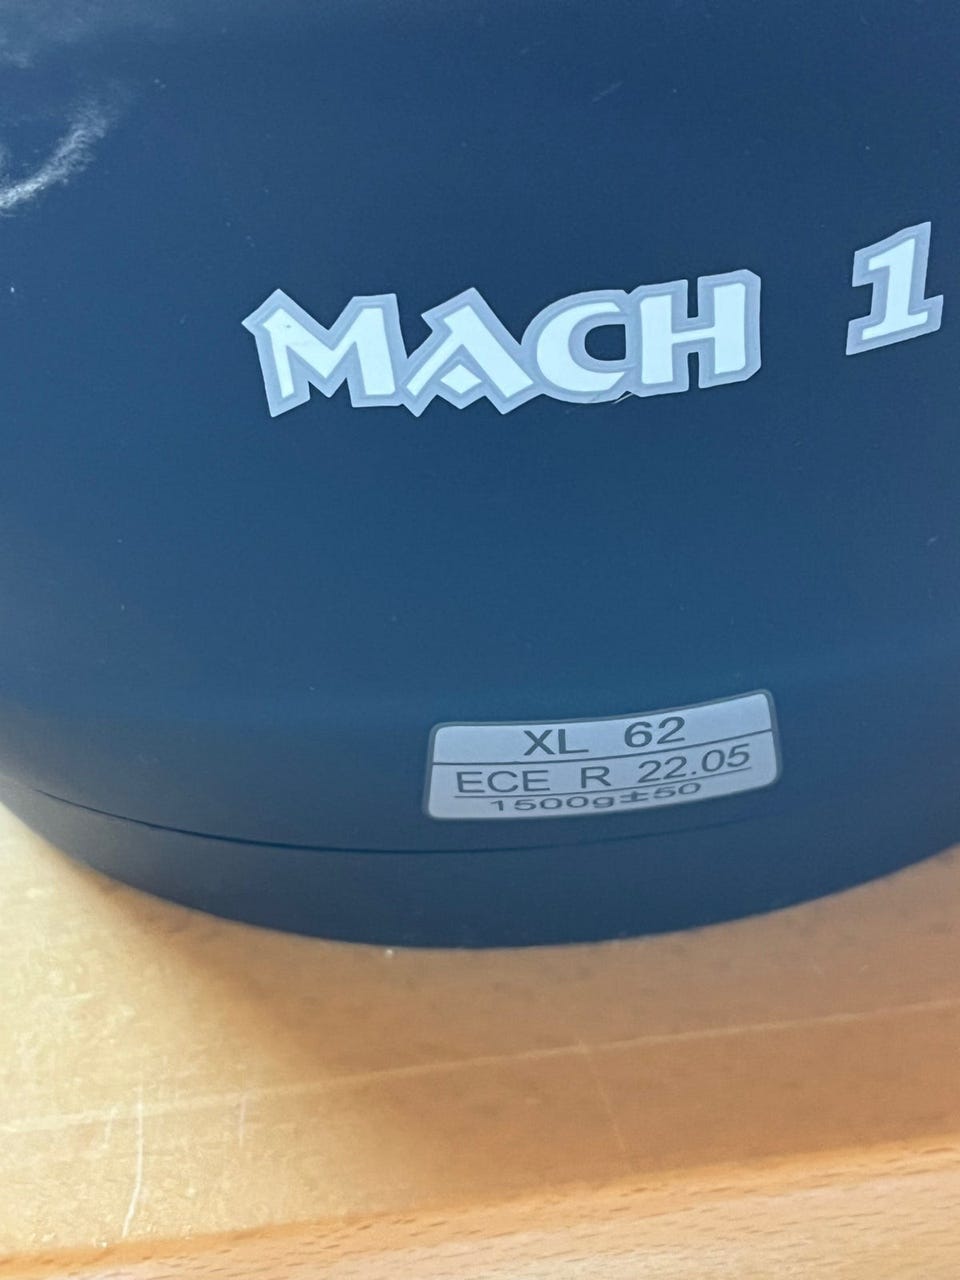 MACH 1
XL 62
ECE R 22.05
1500g±50